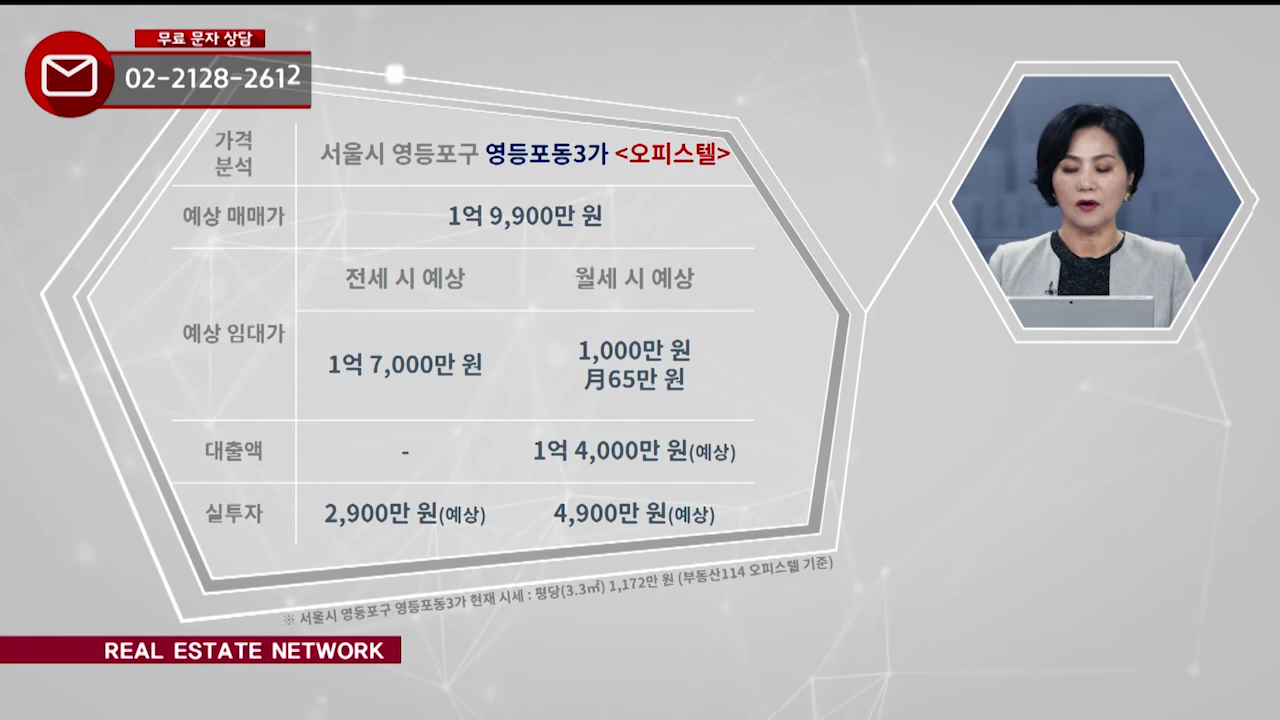 무료 문자 상담
02-2128-2612
가격
분석
서울시 영등포구 영등포동3가 <오피스텔>
예상 매매가
1억 9,900만 원
전세 시 예상
월세 시 예상
예상 임대가
1억 7,000만 원
1,000만 원
月65만 원
대출액
-
1억 4,000만 원(예상)
실투자
2,900만 원(예상)
4,900만 원(예상)
※ 서울시 영등포구 영등포동3가 현재 시세 : 평당(3.3㎡) 1,172만 원 (부동산114 오피스텔 기준)
REAL ESTATE NETWORK